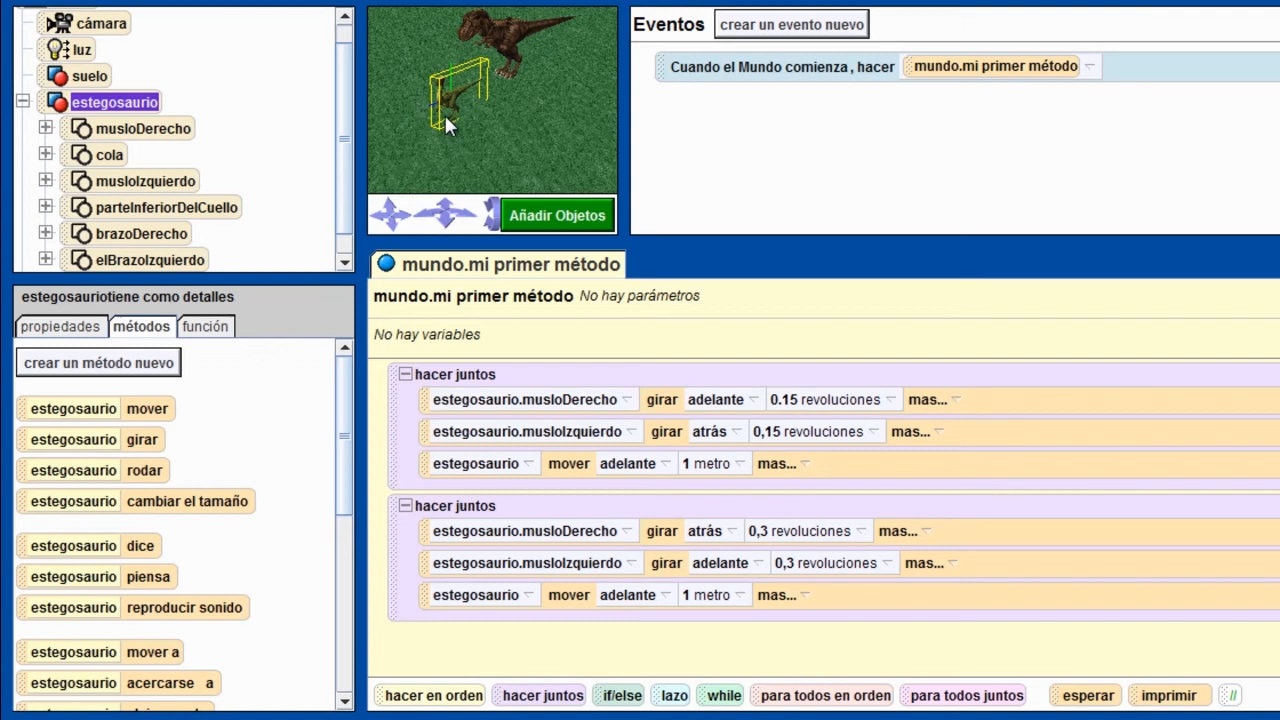 cámara
luz
suelo
estegosaurio
musloDerecho
cola
musloIzquierdo
parteInferiorDelCuello
brazoDerecho
elBrazoIzquierdo
Añadir Objetos
Eventos crear un evento nuevo
Cuando el Mundo comienza , hacer mundo.mi primer método
estegosauriotiene como detalles
propiedades métodos función
crear un método nuevo
estegosaurio mover
estegosaurio girar
estegosaurio rodar
estegosaurio cambiar el tamaño
estegosaurio dice
estegosaurio piensa
estegosaurio reproducir sonido
estegosaurio mover a
estegosaurio acercarse a
mundo.mi primer método
mundo.mi primer método No hay parámetros
No hay variables
hacer juntos
estegosaurio.musloDerecho girar adelante 0.15 revoluciones mas...
estegosaurio.musloIzquierdo girar atrás 0,15 revoluciones mas...
estegosaurio mover adelante 1 metro mas...
hacer juntos
estegosaurio.musloDerecho girar atrás 0,3 revoluciones mas...
estegosaurio.musloIzquierdo girar adelante 0,3 revoluciones mas...
estegosaurio mover adelante 1 metro mas...
hacer en orden hacer juntos if/else lazo while para todos en orden para todos juntos esperar imprimir //